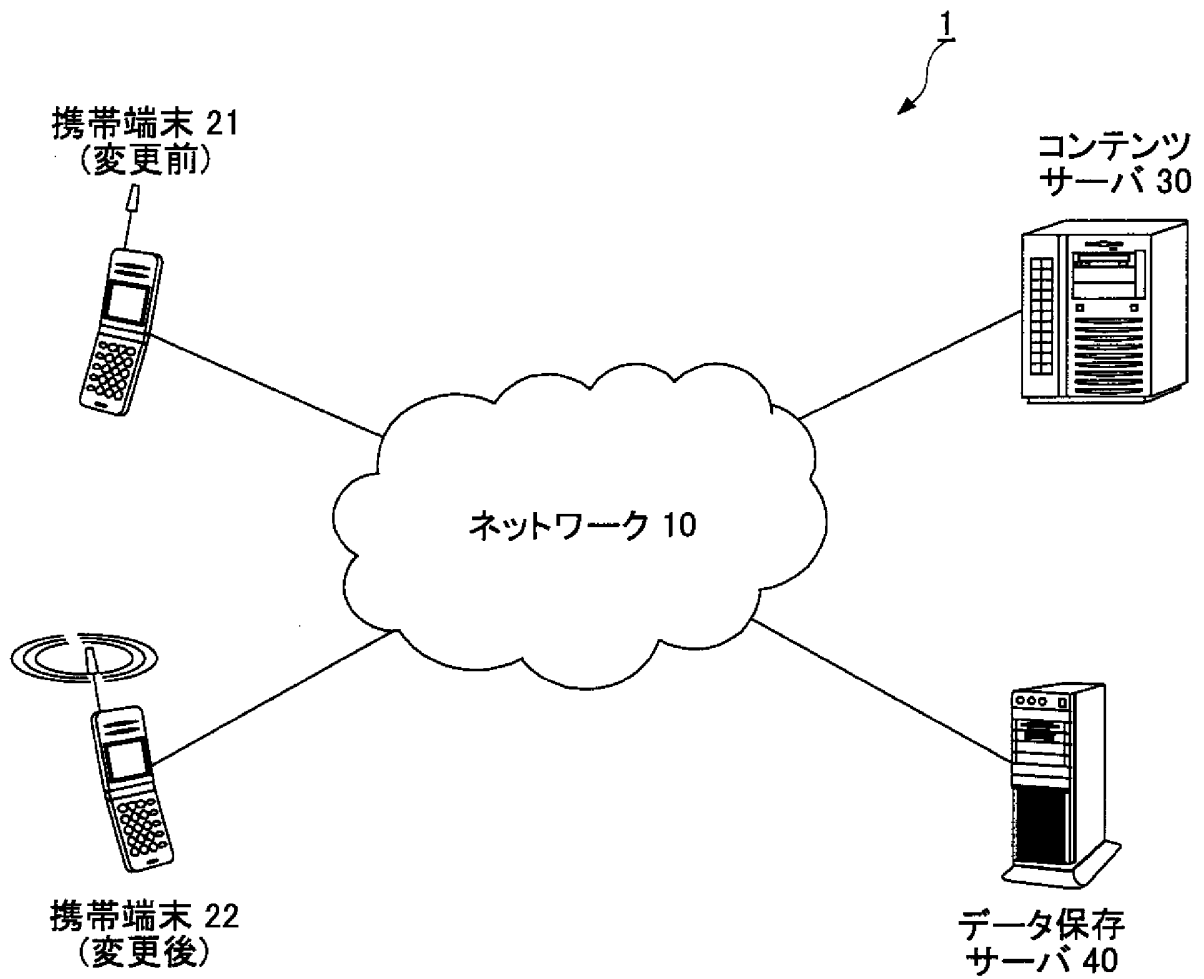 1
携帯端末 21
(変更前)
コンテンツ
サーバ 30
ネットワーク 10
携帯端末 22
(変更後)
データ保存
サーバ 40